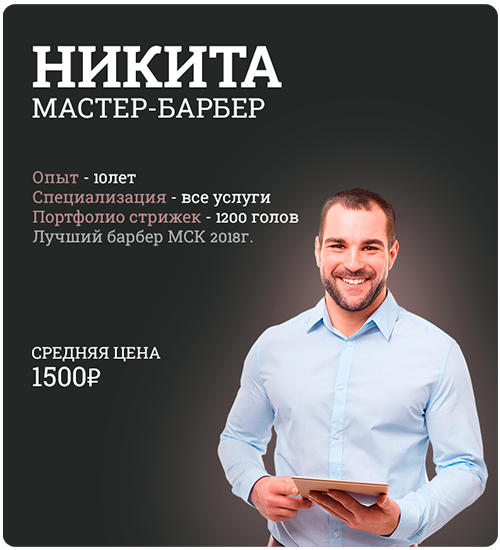 НИКИТА
МАСТЕР-БАРБЕР
Опыт - 10лет
Специализация - все услуги
Портфолио стрижек - 1200 голов
Лучший барбер МСК 2018г.
СРЕДНЯЯ ЦЕНА
1500₽